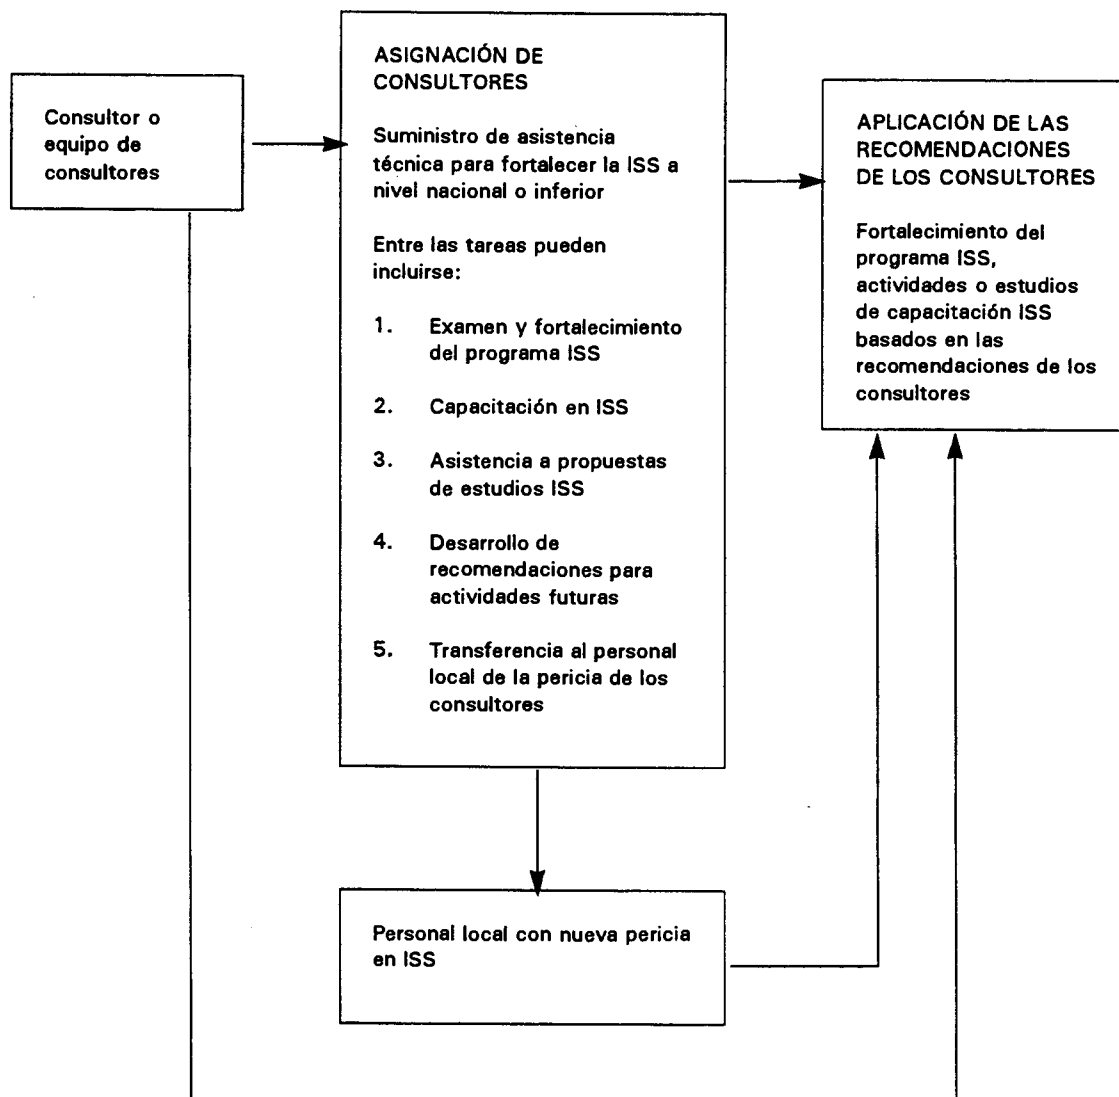 Consultor o
equipo de
consultores
ASIGNACIÓN DE
CONSULTORES
Suministro de asistencia
técnica para fortalecer la ISS a
nivel nacional o inferior
Entre las tareas pueden
incluirse:
1. Examen y fortalecimiento
del programa ISS
2. Capacitación en ISS
3. Asistencia a propuestas
de estudios ISS
4. Desarrollo de
recomendaciones para
actividades futuras
5. Transferencia al personal
local de la pericia de los
consultores
APLICACIÓN DE LAS
RECOMENDACIONES
DE LOS CONSULTORES
Fortalecimiento del
programa ISS,
actividades o estudios
de capacitación ISS
basados en las
recomendaciones de los
consultores
Personal local con nueva pericia
en ISS